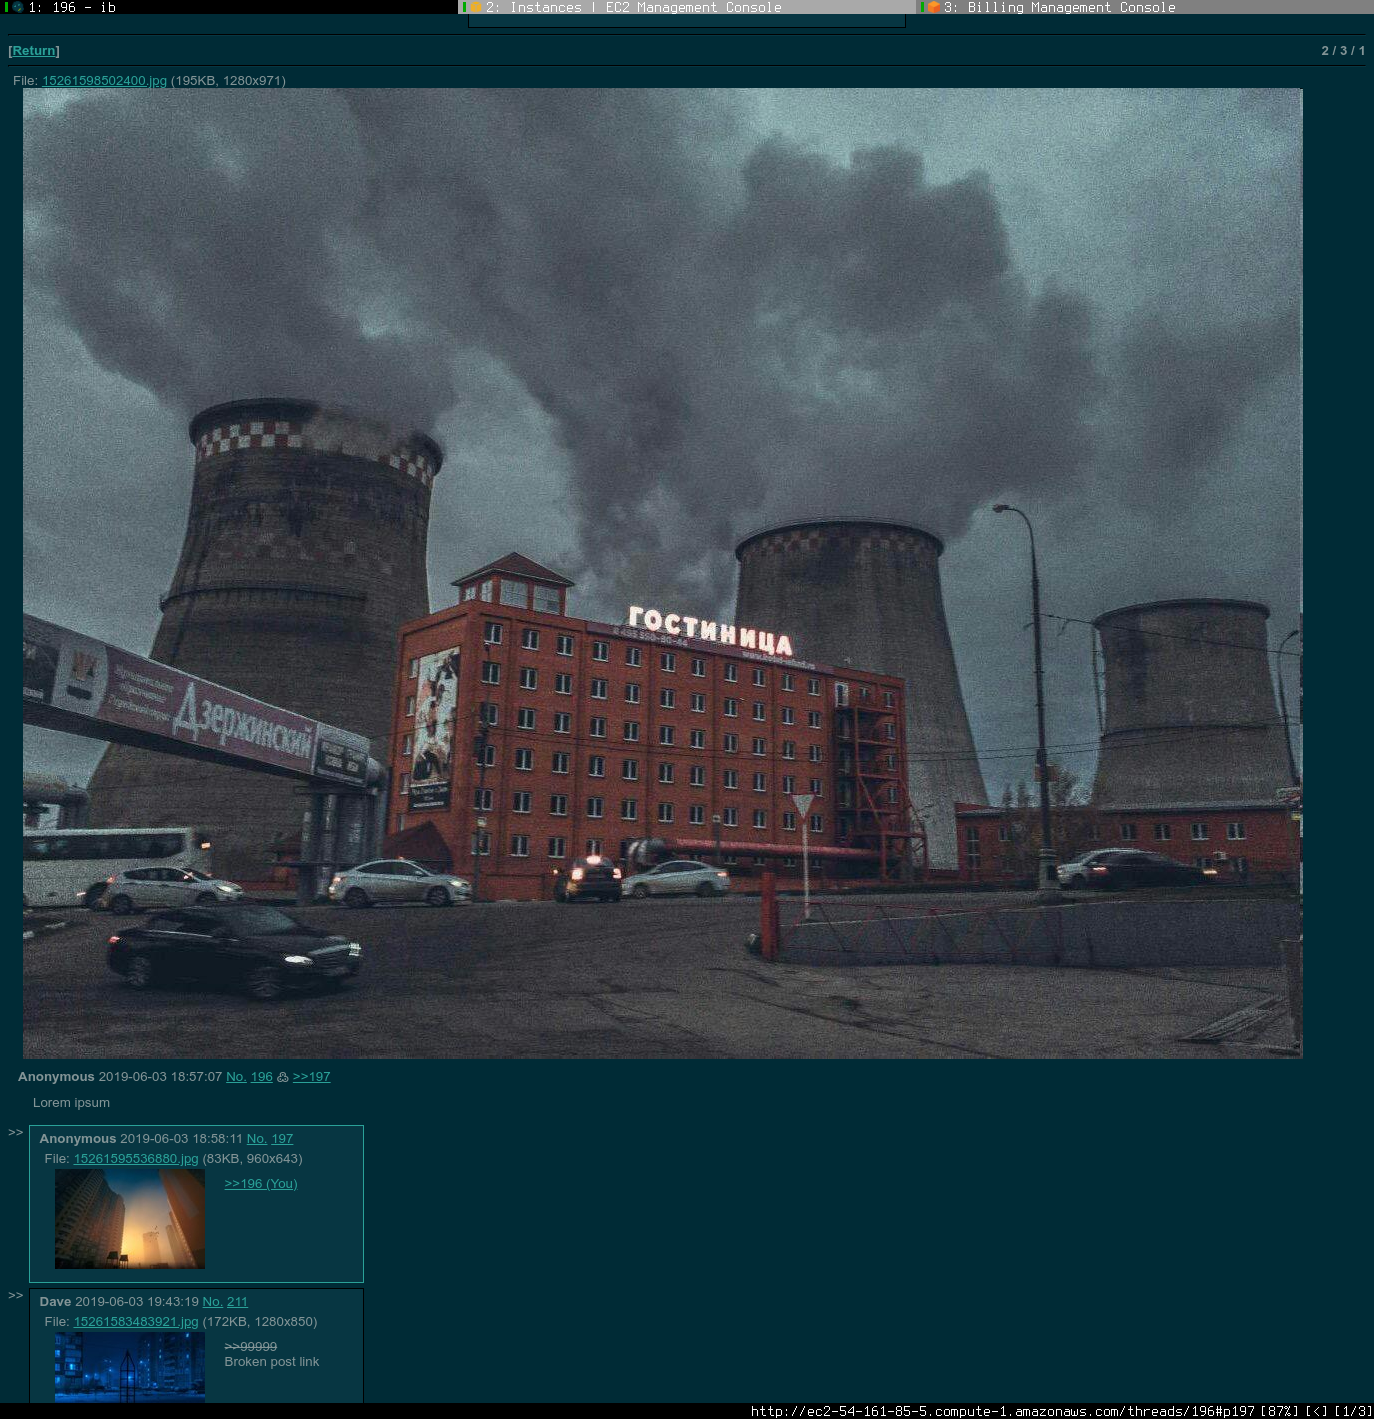 1: 196 - ib
2: Instances | EC2 Management Console
3: Billing Management Console
[Return]
2 / 3 / 1
File: 15261598502400.jpg (195KB, 1280x971)
ГОСТИНИЦА
Дзержинский
Anonymous 2019-06-03 18:57:07 No. 196 >>197
Lorem ipsum
>> Anonymous 2019-06-03 18:58:11 No. 197
File: 15261595536880.jpg (83KB, 960x643)
>>196 (You)
>> Dave 2019-06-03 19:43:19 No. 211
File: 15261583483921.jpg (172KB, 1280x850)
>>99999
Broken post link
http://ec2-54-161-85-5.compute-1.amazonaws.com/threads/196#p197 [87%] [<] [1/3]